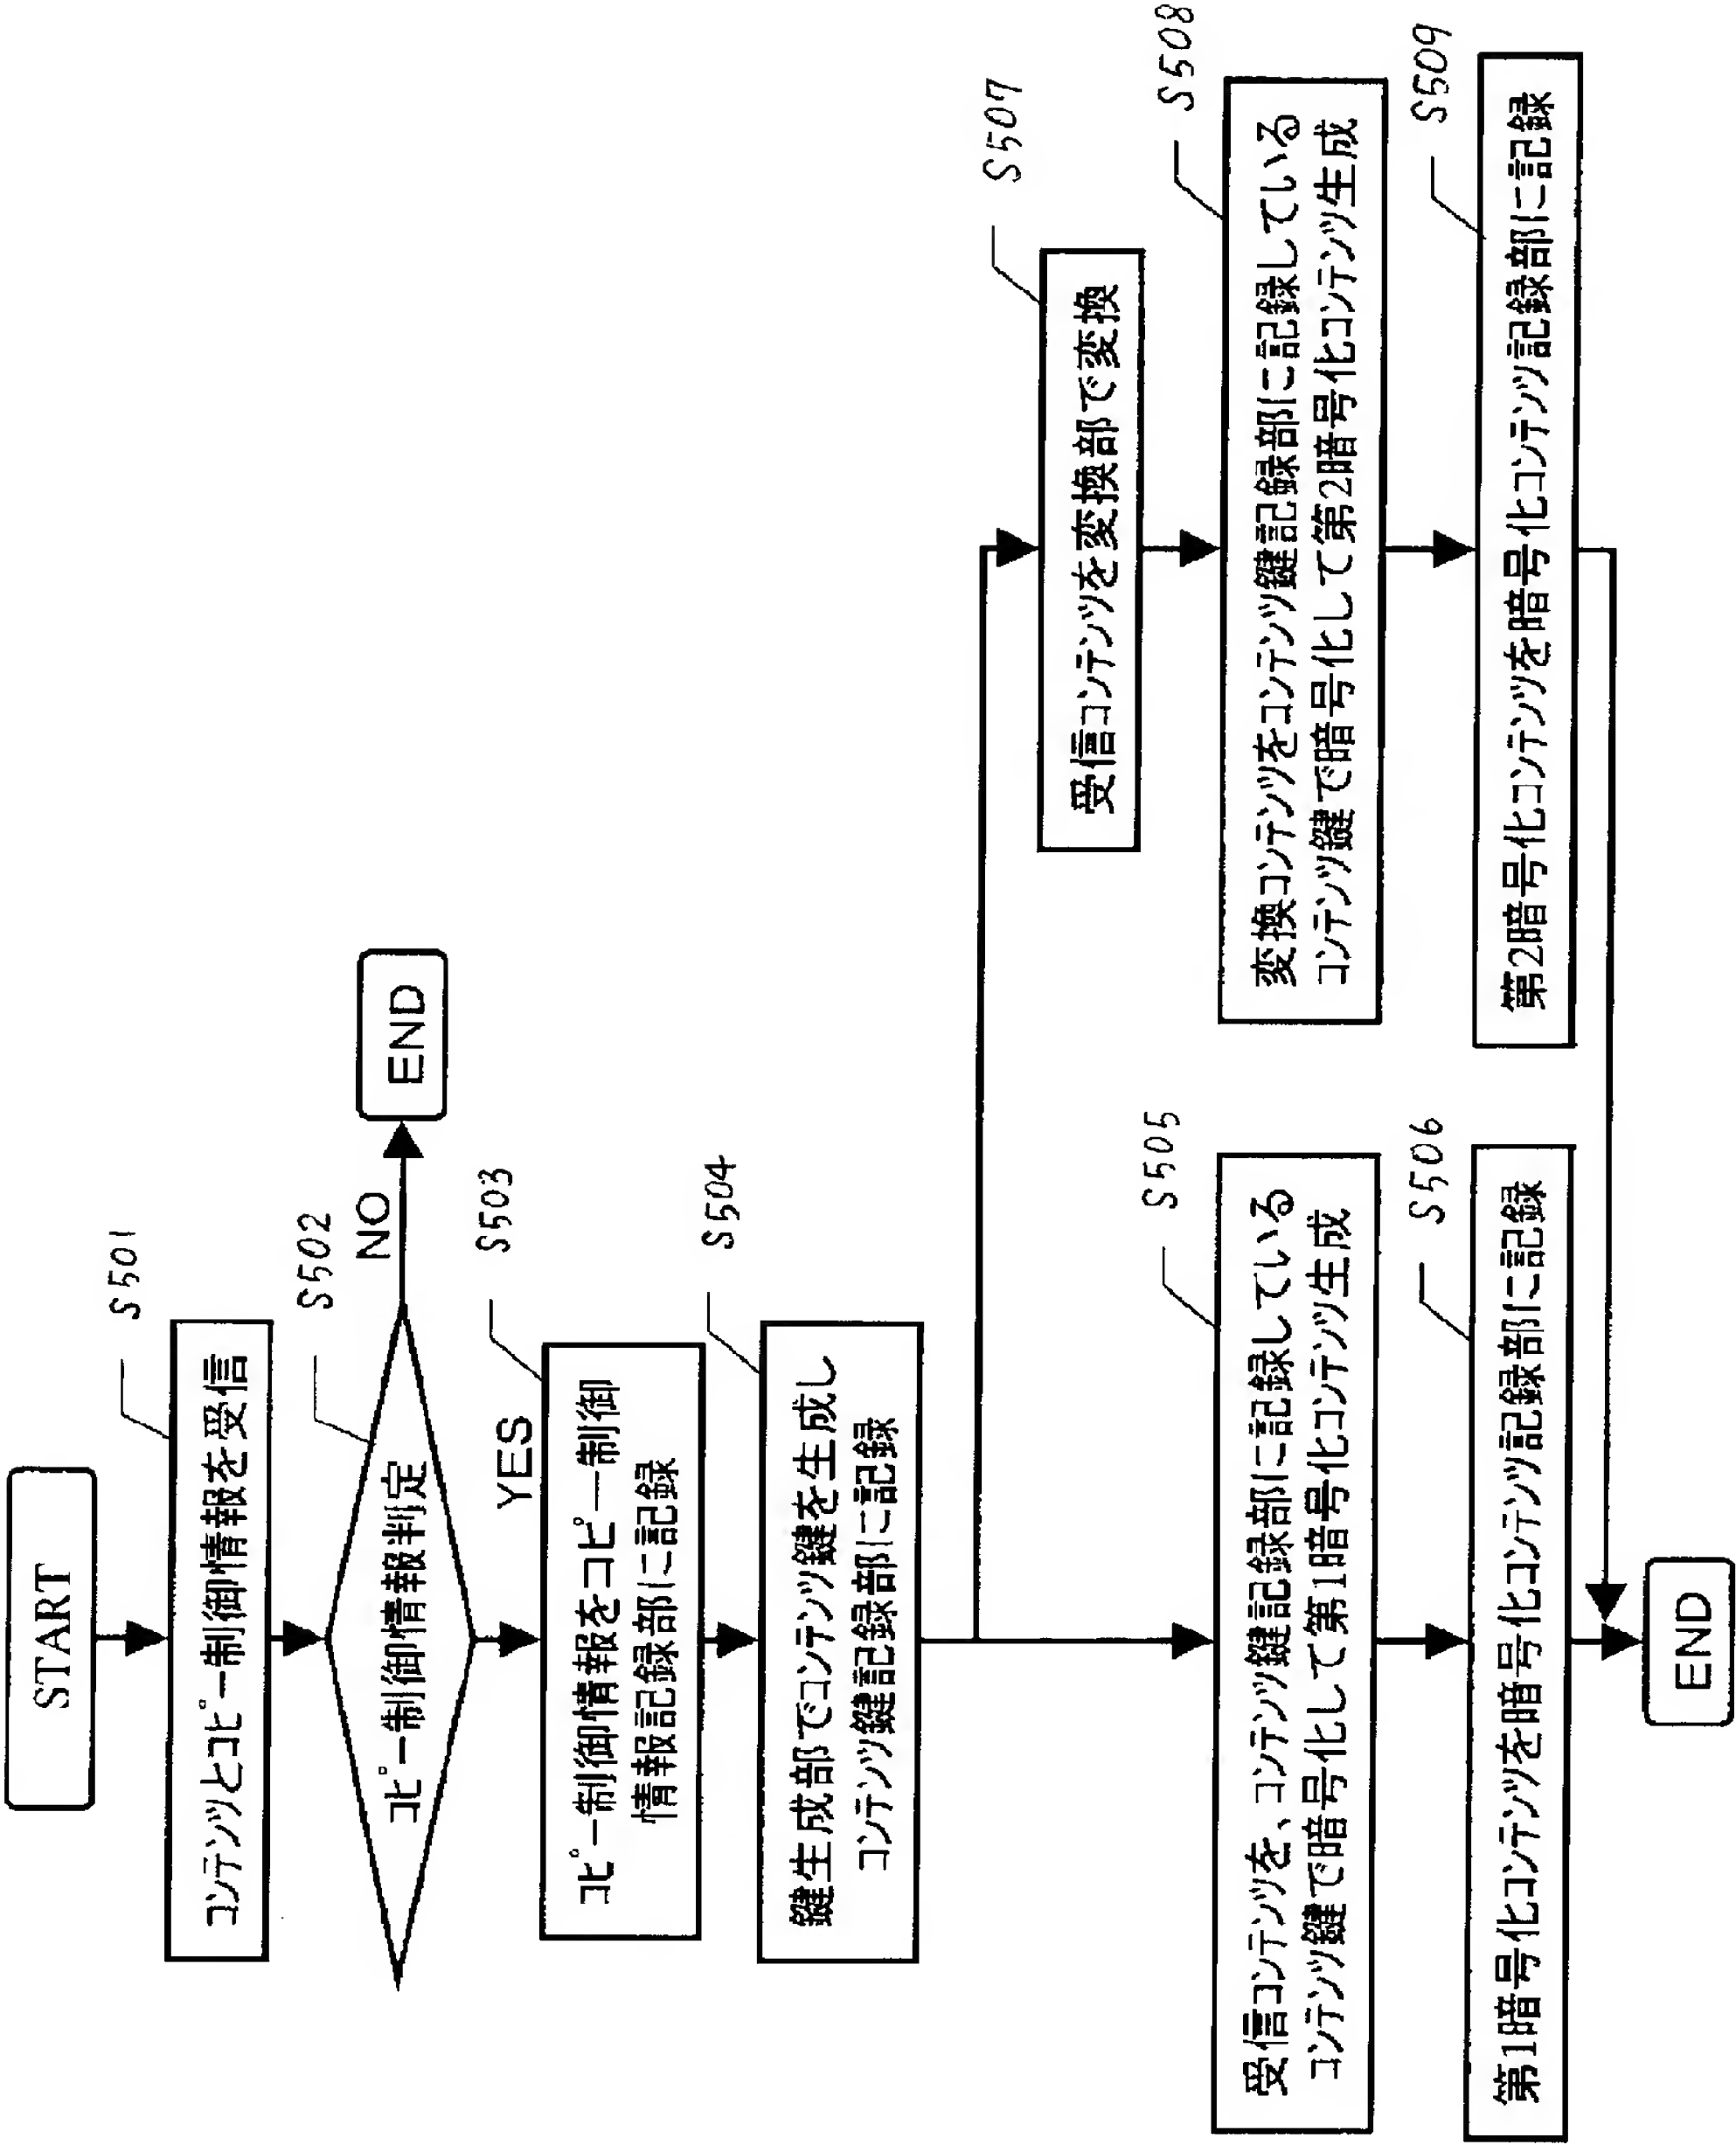 START
S501
コンテンツとコピー制御情報を受信
S502
コピー制御情報判定
NO
END
YES
S503
コピー制御情報をコピー制御
情報記録部に記録
S504
鍵生成部でコンテンツ鍵を生成し
コンテンツ鍵記録部に記録
S505
受信コンテンツを、コンテンツ鍵記録部に記録している
コンテンツ鍵で暗号化して第1暗号化コンテンツ生成
S506
第1暗号化コンテンツを暗号化コンテンツ記録部に記録
S507
受信コンテンツを変換部で変換
S508
変換コンテンツをコンテンツ鍵記録部に記録している
コンテンツ鍵で暗号化して第2暗号化コンテンツ生成
S509
第2暗号化コンテンツを暗号化コンテンツ記録部に記録
END